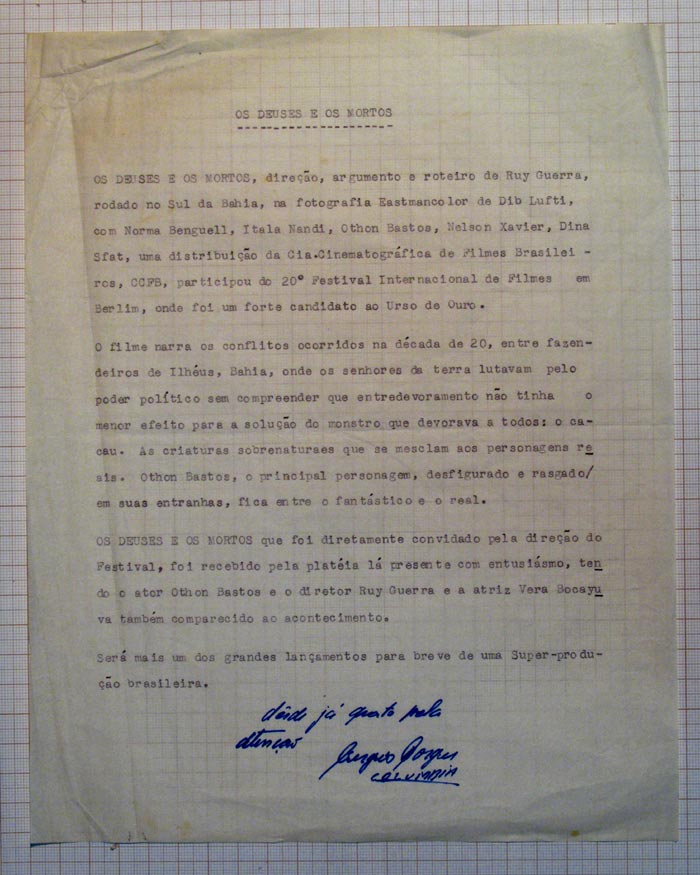 OS DEUSES E OS MORTOS
OS DEUSES E OS MORTOS, direção, argumento e roteiro de Ruy Guerra,
rodado no Sul da Bahia, na fotografia Eastmancolor de Dib Lufti,
com Norma Benguell, Itala Nandi, Othon Bastos, Nelson Xavier, Dina
Sfat, uma distribuição da Cia.Cinematográfica de Filmes Brasilei -
ros, CCFB, participou do 20º Festival Internacional de Filmes em
Berlim, onde foi um forte candidato ao Urso de Ouro.
O filme narra os conflitos ocorridos na década de 20, entre fazen-
deiros de Ilhéus, Bahia, onde os senhores da terra lutavam pelo
poder político sem compreender que entredevoramento não tinha o
menor efeito para a solução do monstro que devorava a todos: o ca-
cau. As criaturas sobrenaturaes que se mesclam aos personagens re
ais. Othon Bastos, o principal personagem, desfigurado e rasgado/
em suas entranhas, fica entre o fantástico e o real.
OS DEUSES E OS MORTOS que foi diretamente convidado pela direção do
Festival, foi recebido pela platéia lá presente com entusiásmo, ten
do o ator Othon Bastos e o diretor Ruy Guerra e a atriz Vera Bocayu
va também comparecido ao acontecimento.
Será mais um dos grandes lançamentos para breve de uma Super-produ-
ção brasileira.
desde já grato pela
atenção